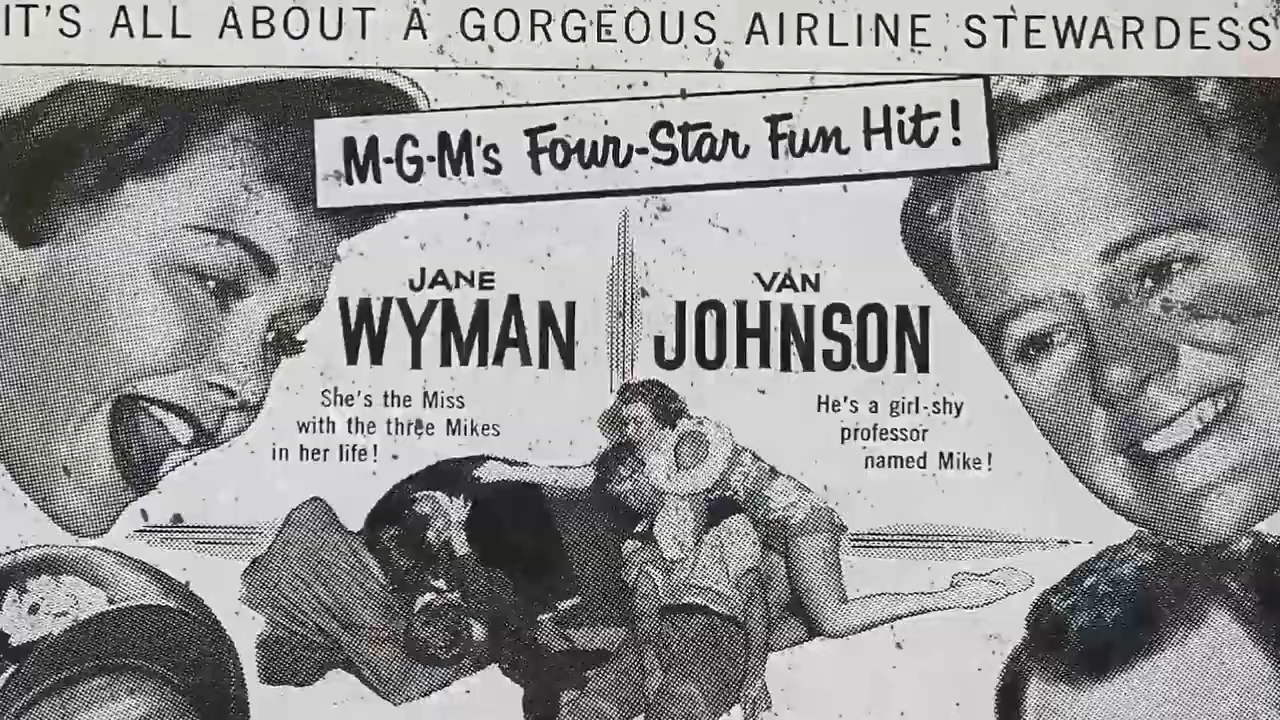 IT'S ALL ABOUT A GORGEOUS AIRLINE STEWARDESS
M-G-M's Four-Star Fun Hit!
JANE
WYMAN
VAN
JOHNSON
She's the Miss
with the three Mikes
in her life!
He's a girl-shy
professor
named Mike!